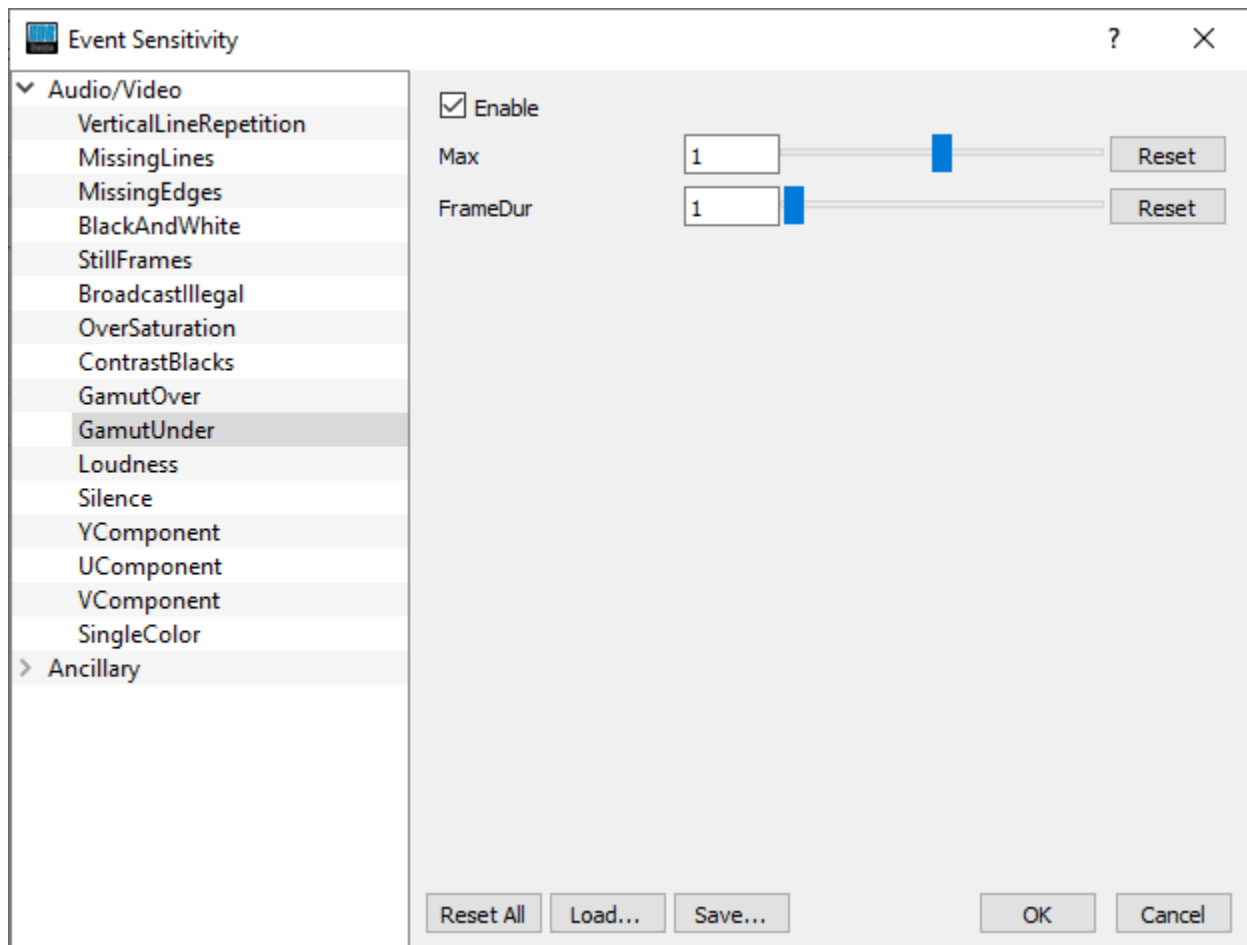 Event Sensitivity
?
Audio/Video
VerticalLineRepetition
MissingLines
MissingEdges
BlackAndWhite
StillFrames
BroadcastIllegal
OverSaturation
ContrastBlacks
GamutOver
GamutUnder
Loudness
Silence
YComponent
UComponent
VComponent
SingleColor
Ancillary
Enable
Max 1 Reset
FrameDur 1 Reset
Reset All Load... Save... OK Cancel